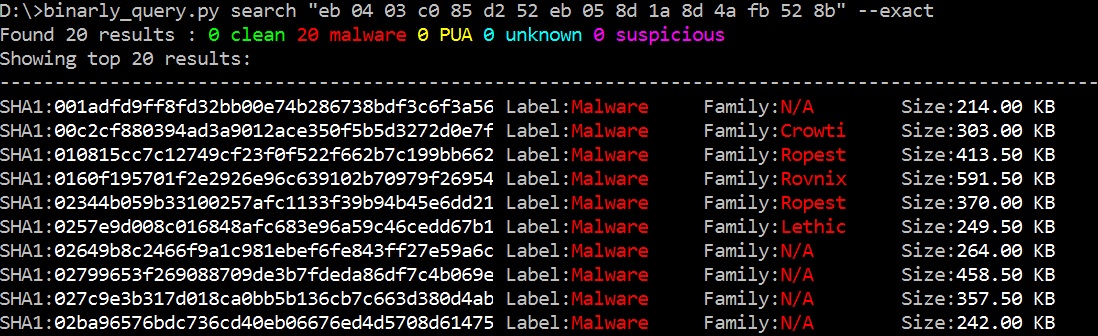 D:\>binarly_query.py search "eb 04 03 c0 85 d2 52 eb 05 8d 1a 8d 4a fb 52 8b" --exact
Found 20 results : 0 clean 20 malware 0 PUA 0 unknown 0 suspicious
Showing top 20 results:
--------------------------------------------------------------------------------------------
SHA1:001adfd9ff8fd32bb00e74b286738bdf3c6f3a56 Label:Malware Family:N/A Size:214.00 KB
SHA1:00c2cf880394ad3a9012ace350f5b5d3272d0e7f Label:Malware Family:Crowti Size:303.00 KB
SHA1:010815cc7c12749cf23f0f522f662b7c199bb662 Label:Malware Family:Ropest Size:413.50 KB
SHA1:0160f195701f2e2926e96c639102b70979f26954 Label:Malware Family:Rovnix Size:591.50 KB
SHA1:02344b059b33100257afc1133f39b94b45e6dd21 Label:Malware Family:Ropest Size:370.00 KB
SHA1:0257e9d008c016848afc683e96a59c46cedd67b1 Label:Malware Family:Lethic Size:249.50 KB
SHA1:02649b8c2466f9a1c981ebef6fe843ff27e59a6c Label:Malware Family:N/A Size:264.00 KB
SHA1:02799653f269088709de3b7fdeda86df7c4b069e Label:Malware Family:N/A Size:458.50 KB
SHA1:027c9e3b317d018ca0bb5b136cb7c663d380d4ab Label:Malware Family:N/A Size:357.50 KB
SHA1:02ba96576bdc736cd40eb06676ed4d5708d61475 Label:Malware Family:N/A Size:242.00 KB